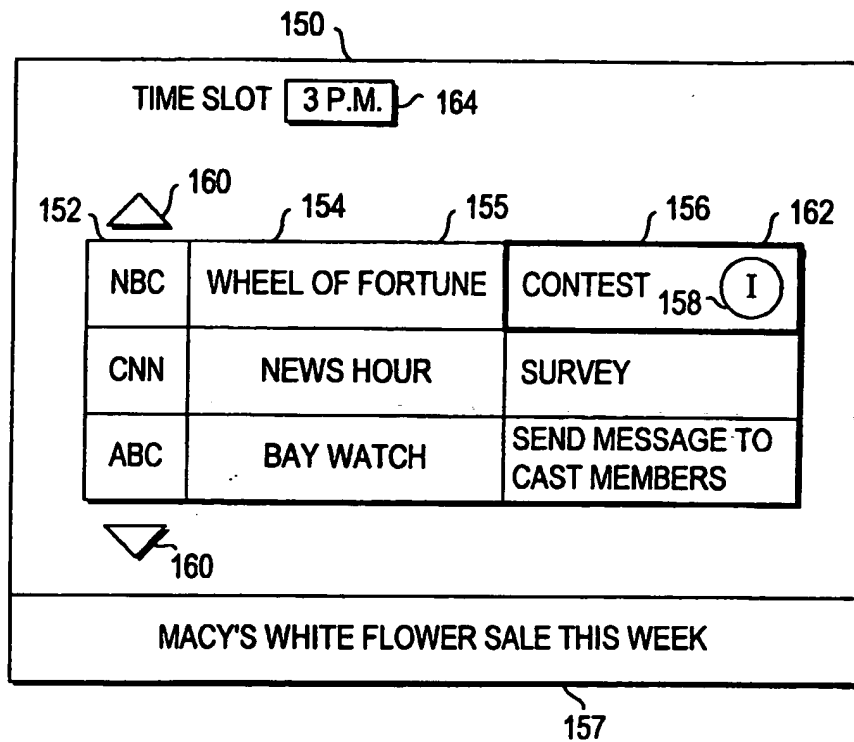 150
TIME SLOT 3 P.M. 164
160
152 154 155 156 162
NBC WHEEL OF FORTUNE CONTEST 158 I
CNN NEWS HOUR SURVEY
ABC BAY WATCH SEND MESSAGE TO
CAST MEMBERS
160
MACY'S WHITE FLOWER SALE THIS WEEK
157